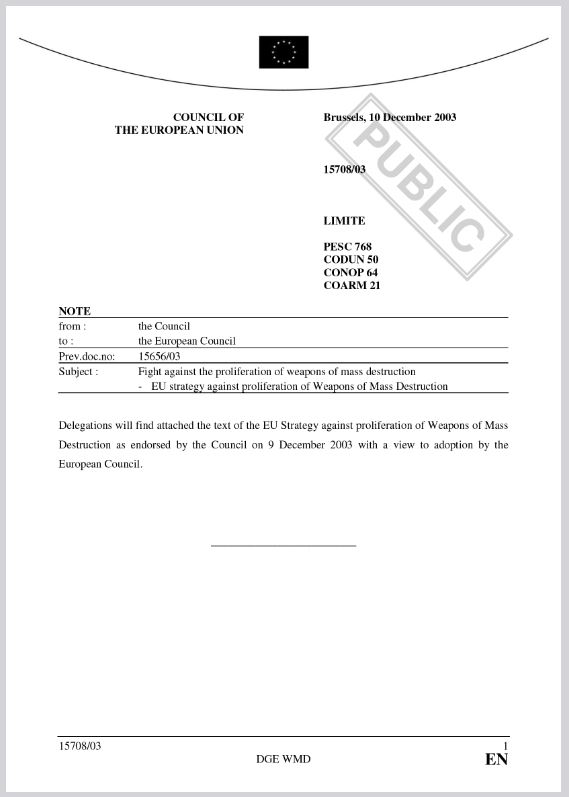 COUNCIL OF
THE EUROPEAN UNION
Brussels, 10 December 2003
15708/03
LIMITE
PESC 768
CODUN 50
CONOP 64
COARM 21
PUBLIC
NOTE
from : the Council
to : the European Council
Prev.doc.no: 15656/03
Subject : Fight against the proliferation of weapons of mass destruction
- EU strategy against proliferation of Weapons of Mass Destruction
Delegations will find attached the text of the EU Strategy against proliferation of Weapons of Mass
Destruction as endorsed by the Council on 9 December 2003 with a view to adoption by the
European Council.
15708/03 1
DGE WMD EN